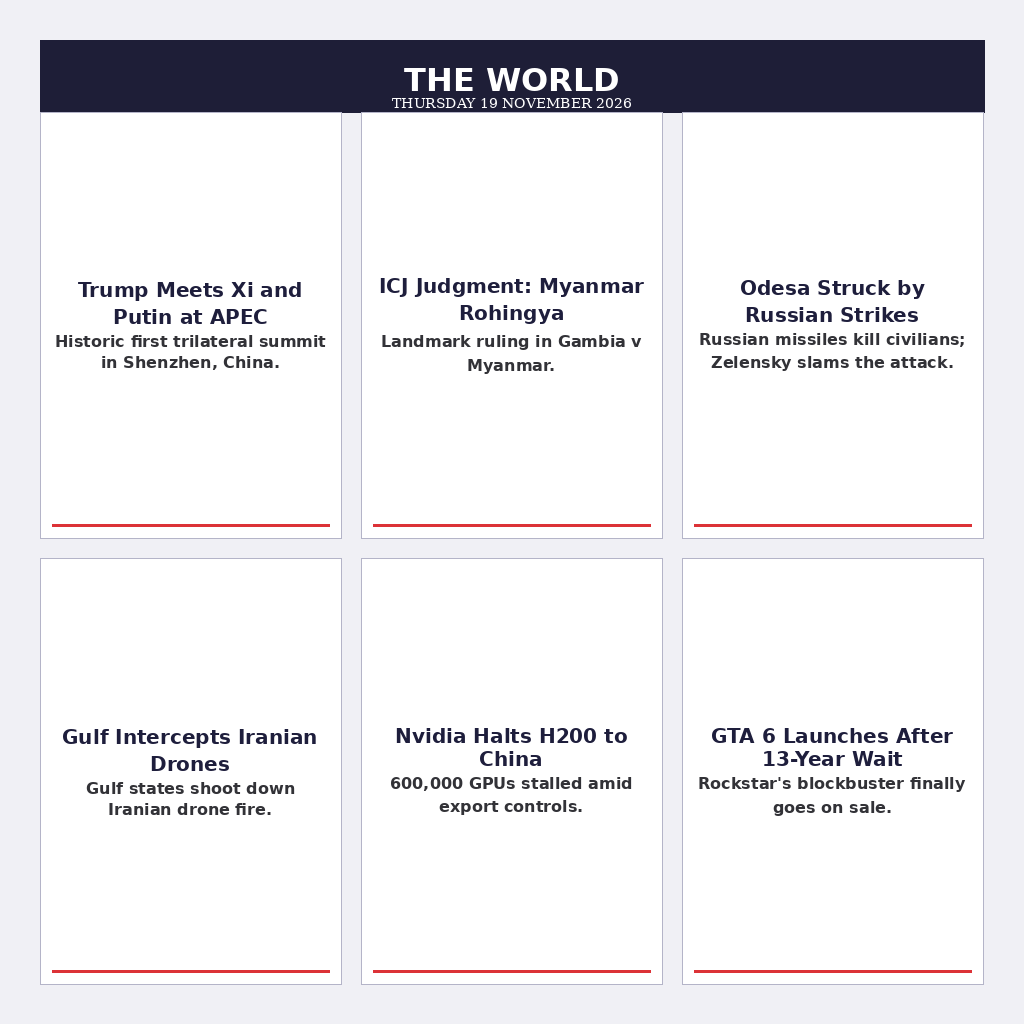 THE WORLD
THURSDAY 19 NOVEMBER 2026
Trump Meets Xi and
Putin at APEC
Historic first trilateral summit
in Shenzhen, China.
ICJ Judgment: Myanmar
Rohingya
Landmark ruling in Gambia v
Myanmar.
Odesa Struck by
Russian Strikes
Russian missiles kill civilians;
Zelensky slams the attack.
Gulf Intercepts Iranian
Drones
Gulf states shoot down
Iranian drone fire.
Nvidia Halts H200 to
China
600,000 GPUs stalled amid
export controls.
GTA 6 Launches After
13-Year Wait
Rockstar's blockbuster finally
goes on sale.